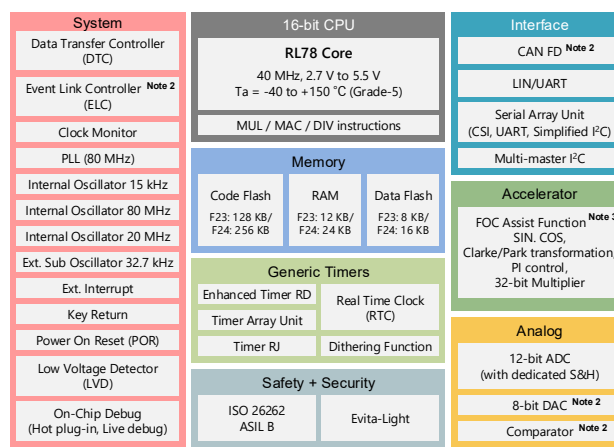 System
Data Transfer Controller
(DTC)
Event Link Controller Note 2
(ELC)
Clock Monitor
PLL (80 MHz)
Internal Oscillator 15 kHz
Internal Oscillator 80 MHz
Internal Oscillator 20 MHz
Ext. Sub Oscillator 32.7 kHz
Ext. Interrupt
Key Return
Power On Reset (POR)
Low Voltage Detector
(LVD)
On-Chip Debug
(Hot plug-in, Live debug)
16-bit CPU
RL78 Core
40 MHz, 2.7 V to 5.5 V
Ta = -40 to +150 °C (Grade-5)
MUL / MAC / DIV instructions
Memory
Code Flash
F23: 128 KB/
F24: 256 KB
RAM
F23: 12 KB/
F24: 24 KB
Data Flash
F23: 8 KB/
F24: 16 KB
Generic Timers
Enhanced Timer RD
Timer Array Unit
Timer RJ
Real Time Clock
(RTC)
Dithering Function
Safety + Security
ISO 26262
ASIL B
Evita-Light
Interface
CAN FD Note 2
LIN/UART
Serial Array Unit
(CSI, UART, Simplified I²C)
Multi-master I²C
Accelerator
FOC Assist Function Note 3
SIN. COS,
Clarke/Park transformation,
PI control,
32-bit Multiplier
Analog
12-bit ADC
(with dedicated S&H)
8-bit DAC Note 2
Comparator Note 2